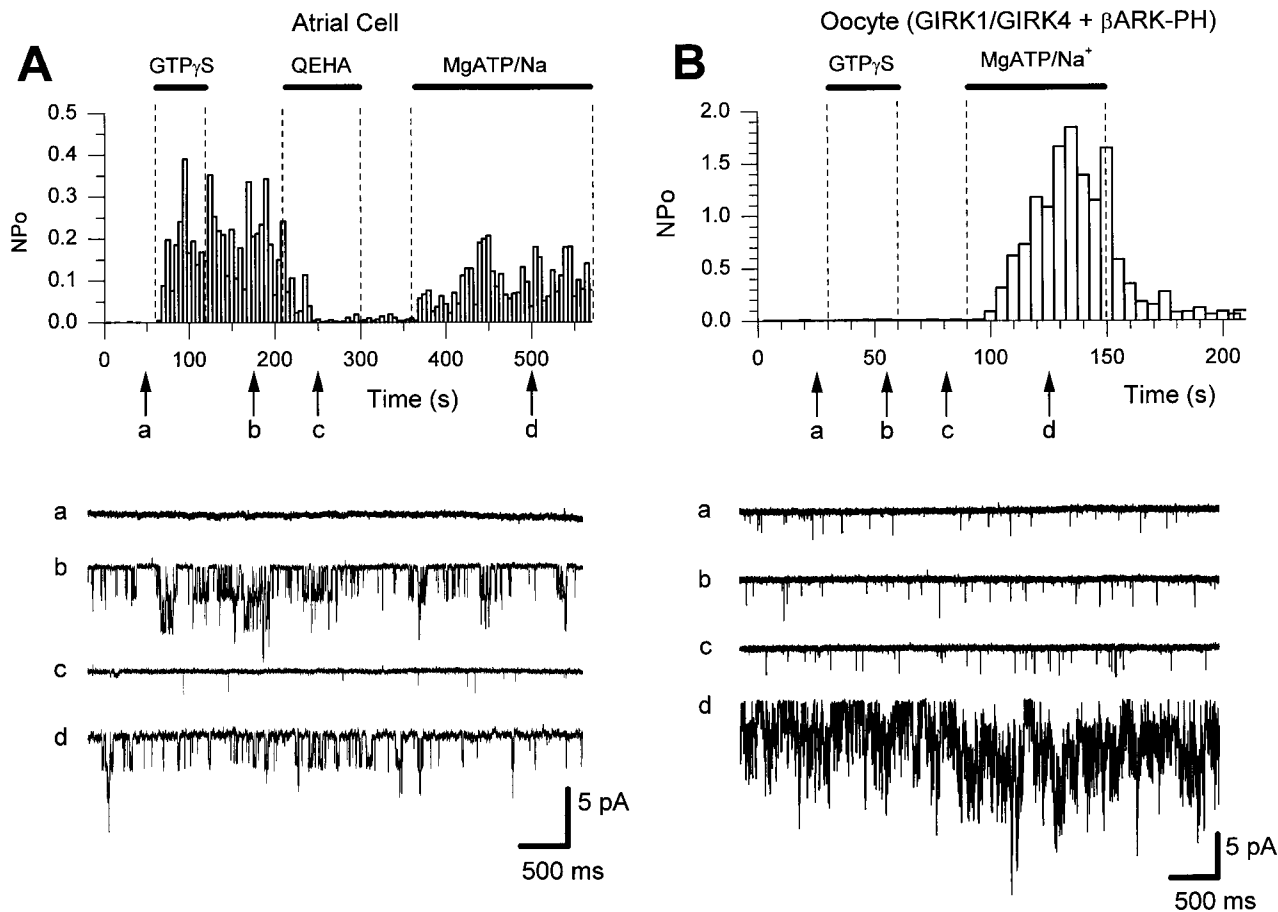 Atrial Cell
A
GTPγS QEHA MgATP/Na
NPo
0.5
0.4
0.3
0.2
0.1
0.0
0 100 200 300 400 500
Time (s)
a b c d
a
b
c
d
5 pA
500 ms
Oocyte (GIRK1/GIRK4 + βARK-PH)
B
GTPγS MgATP/Na⁺
NPo
2.0
1.5
1.0
0.5
0.0
0 50 100 150 200
Time (s)
a b c d
a
b
c
d
5 pA
500 ms